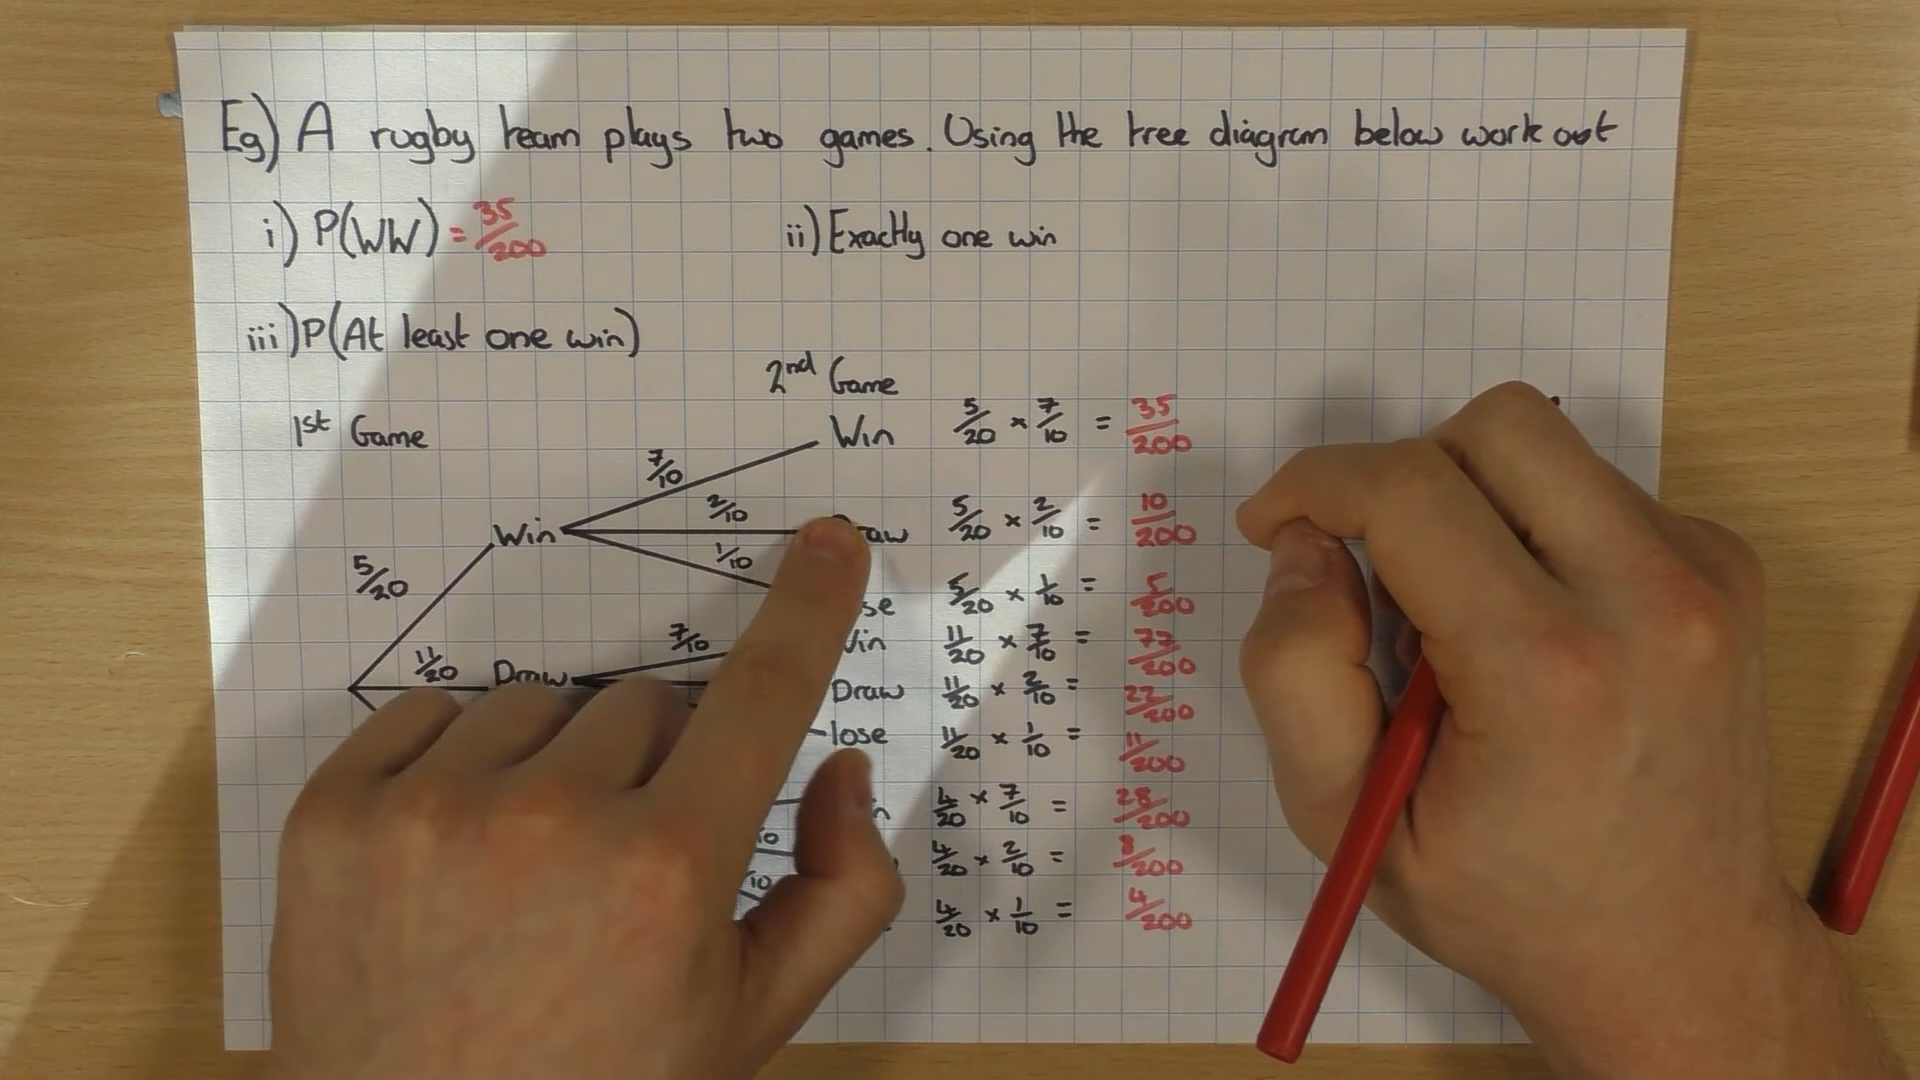 Eg) A rugby team plays two games. Using the tree diagram below work out
i) P(WW) = 35/200
ii) Exactly one win
iii) P(At least one win)
2nd Game
1st Game
Win 5/20 × 7/10 = 35/200
7/10
2/10
Win
5/20 × 2/10 = 10/200
1/10
5/20
5/20 × 1/10 = 5/200
7/10
11/20 × 7/10 = 77/200
11/20
Draw
Draw 11/20 × 2/10 = 22/200
lose 11/20 × 1/10 = 11/200
4/20 × 7/10 = 28/200
4/20 × 2/10 = 8/200
4/20 × 1/10 = 4/200